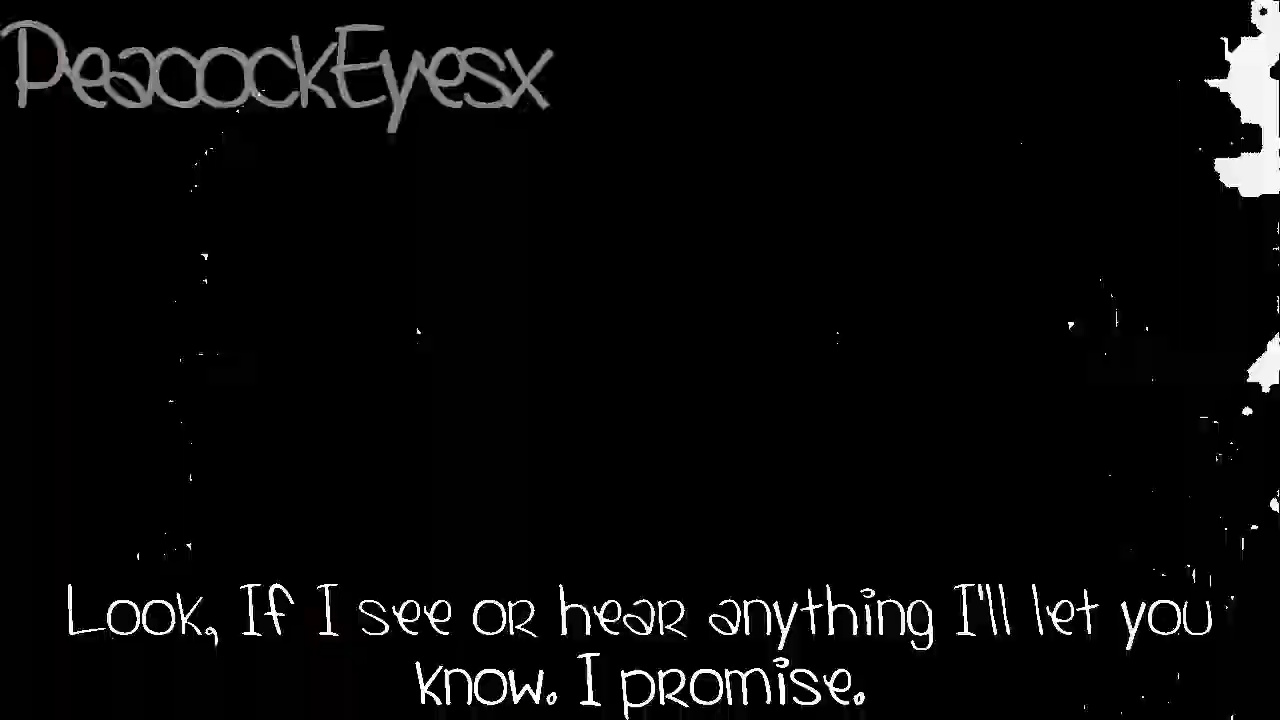 PeacockEyesx
Look, If I see or hear anything I'll let you
know. I promise.